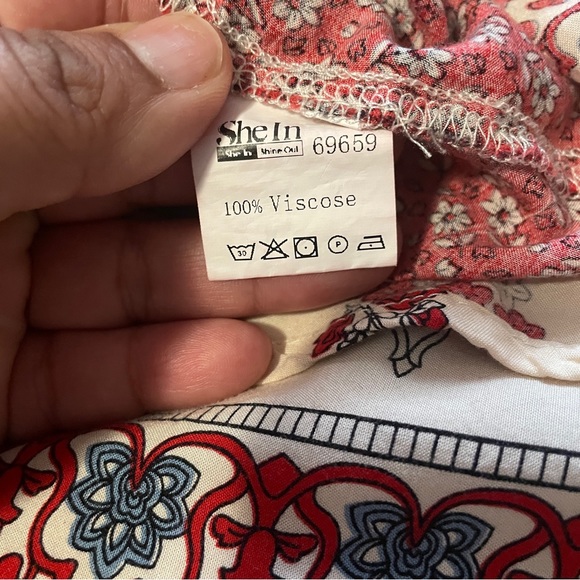 SheIn
She In Shine Out 69659
100% Viscose
30 P